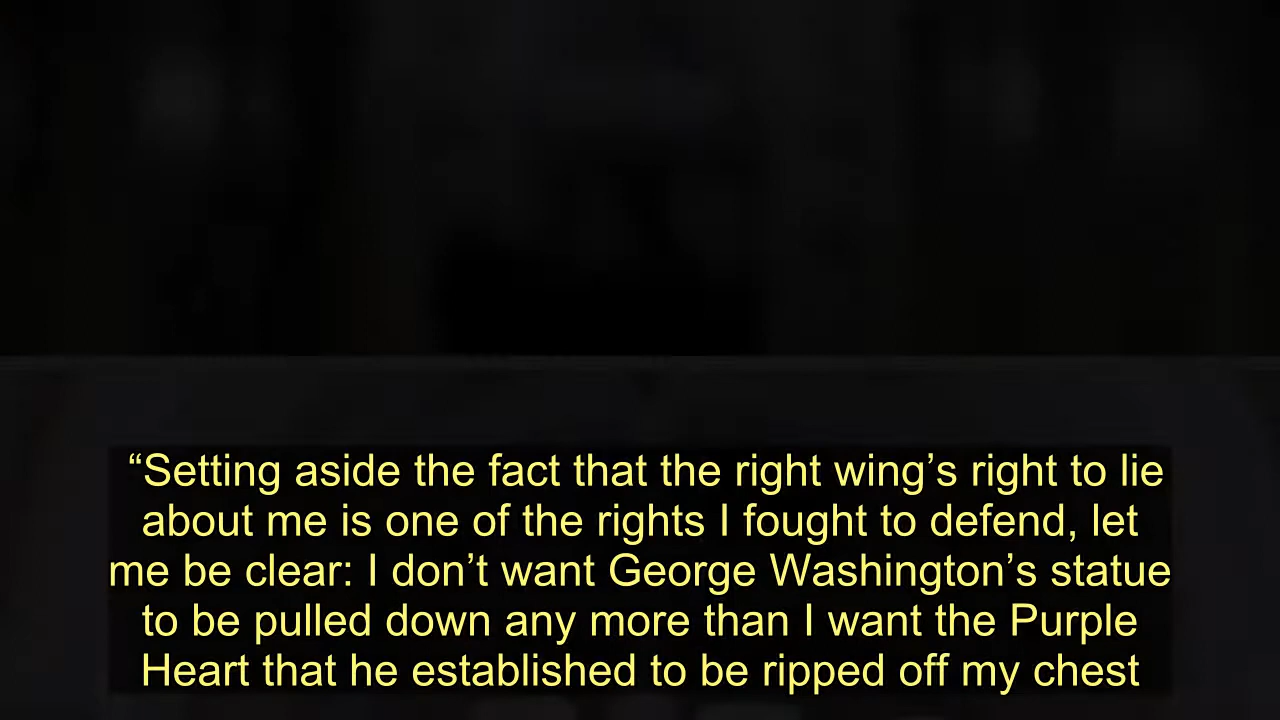 “Setting aside the fact that the right wing’s right to lie
about me is one of the rights I fought to defend, let
me be clear: I don’t want George Washington’s statue
to be pulled down any more than I want the Purple
Heart that he established to be ripped off my chest